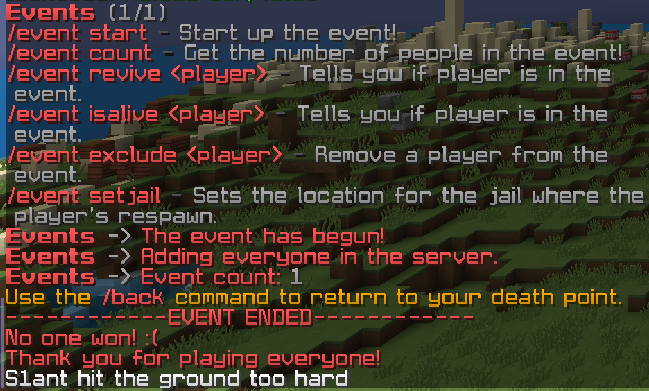 Events (1/1)
/event start - Start up the event!
/event count - Get the number of people in the event!
/event revive <player> - Tells you if player is in the
event.
/event isalive <player> - Tells you if player is in the
event.
/event exclude <player> - Remove a player from the
event.
/event setjail - Sets the location for the jail where the
player's respawn.
Events -> The event has begun!
Events -> Adding everyone in the server.
Events -> Event count: 1
Use the /back command to return to your death point.
-------------EVENT ENDED-------------
No one won! :(
Thank you for playing everyone!
S1ant hit the ground too hard